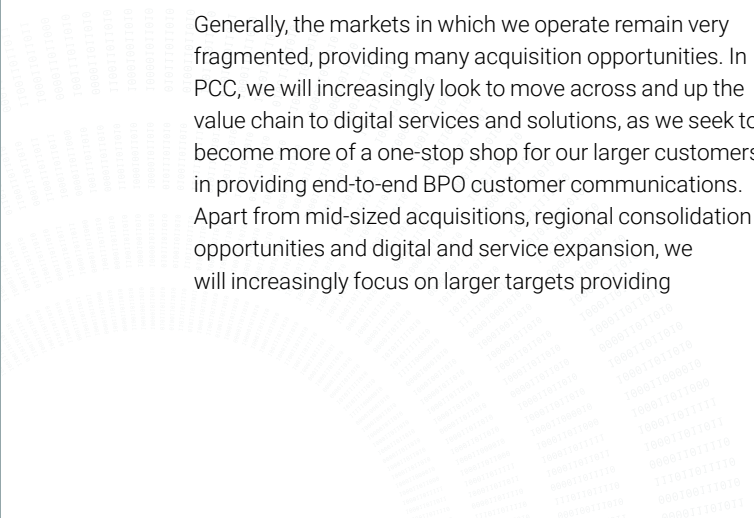 Generally, the markets in which we operate remain very
fragmented, providing many acquisition opportunities. In
PCC, we will increasingly look to move across and up the
value chain to digital services and solutions, as we seek to
become more of a one-stop shop for our larger customers
in providing end-to-end BPO customer communications.
Apart from mid-sized acquisitions, regional consolidation
opportunities and digital and service expansion, we
will increasingly focus on larger targets providing